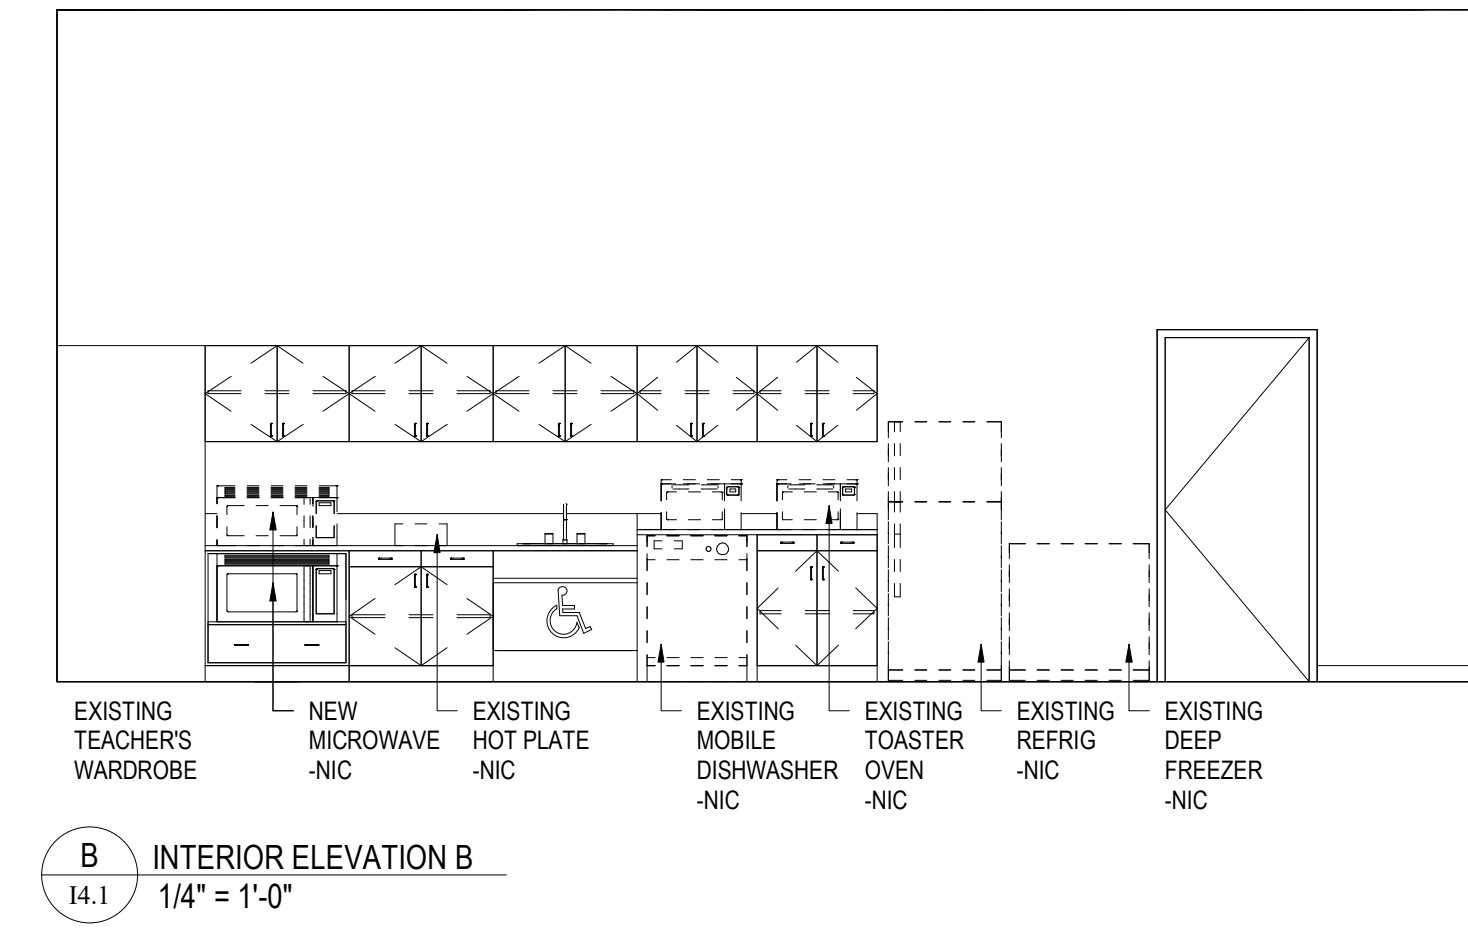 EXISTING
TEACHER'S
WARDROBE
NEW
MICROWAVE
-NIC
EXISTING
HOT PLATE
-NIC
EXISTING
MOBILE
DISHWASHER
-NIC
EXISTING
TOASTER
OVEN
-NIC
EXISTING
REFRIG
-NIC
EXISTING
DEEP
FREEZER
-NIC
B
I4.1
INTERIOR ELEVATION B
1/4" = 1'-0"